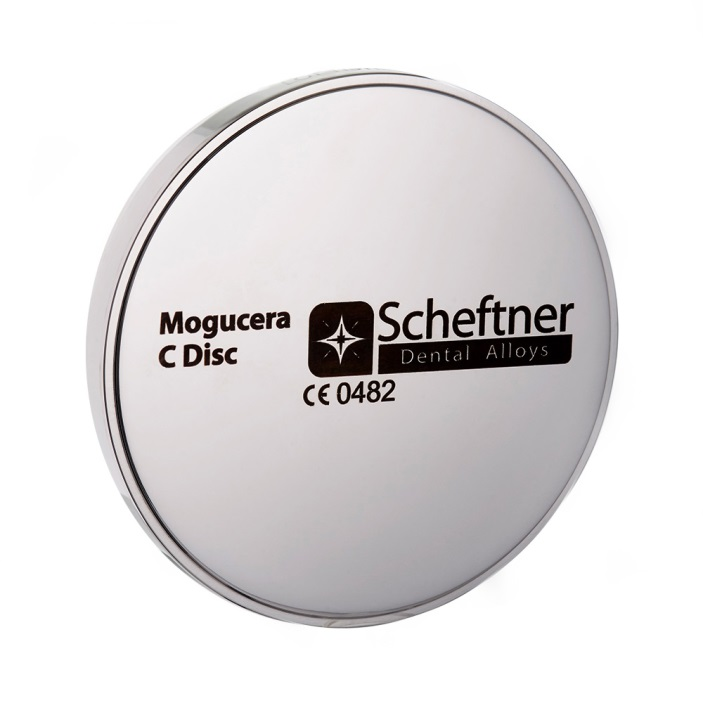 Mogucera
C Disc
Scheftner
Dental Alloys
CE 0482